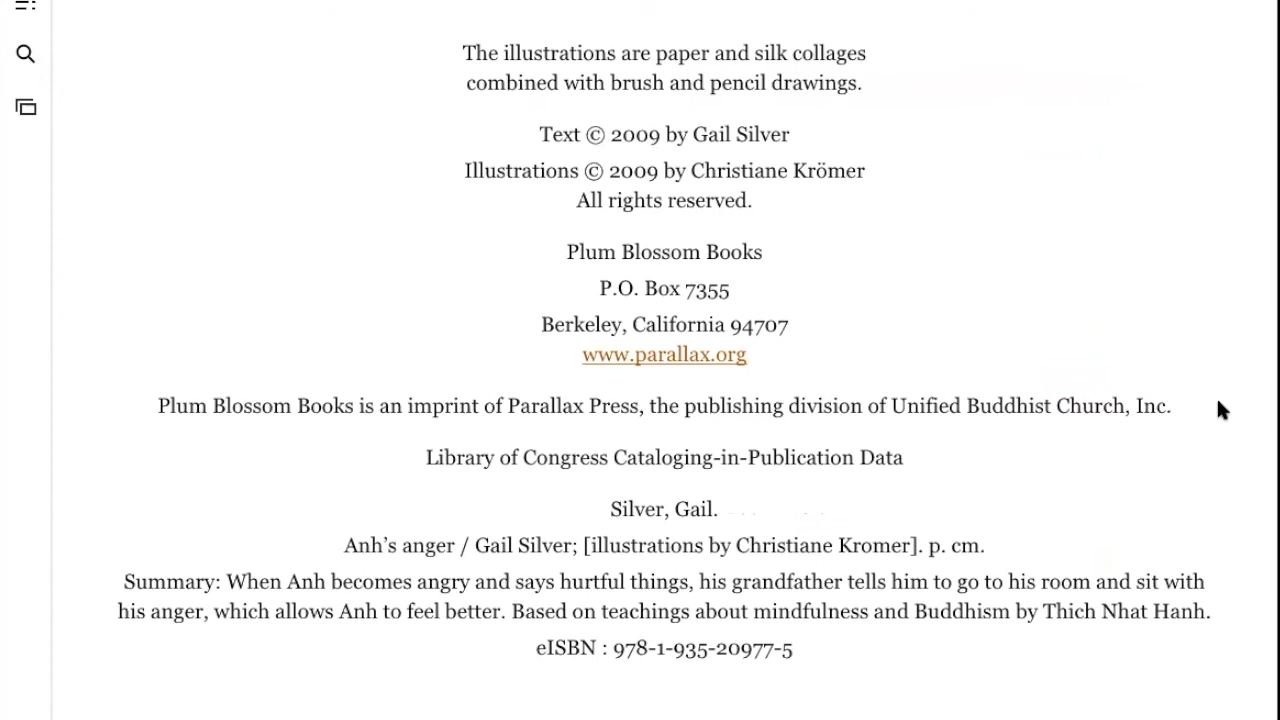 The illustrations are paper and silk collages
combined with brush and pencil drawings.
Text © 2009 by Gail Silver
Illustrations © 2009 by Christiane Krömer
All rights reserved.
Plum Blossom Books
P.O. Box 7355
Berkeley, California 94707
www.parallax.org
Plum Blossom Books is an imprint of Parallax Press, the publishing division of Unified Buddhist Church, Inc.
Library of Congress Cataloging-in-Publication Data
Silver, Gail.
Anh’s anger / Gail Silver; [illustrations by Christiane Kromer]. p. cm.
Summary: When Anh becomes angry and says hurtful things, his grandfather tells him to go to his room and sit with
his anger, which allows Anh to feel better. Based on teachings about mindfulness and Buddhism by Thich Nhat Hanh.
eISBN : 978-1-935-20977-5